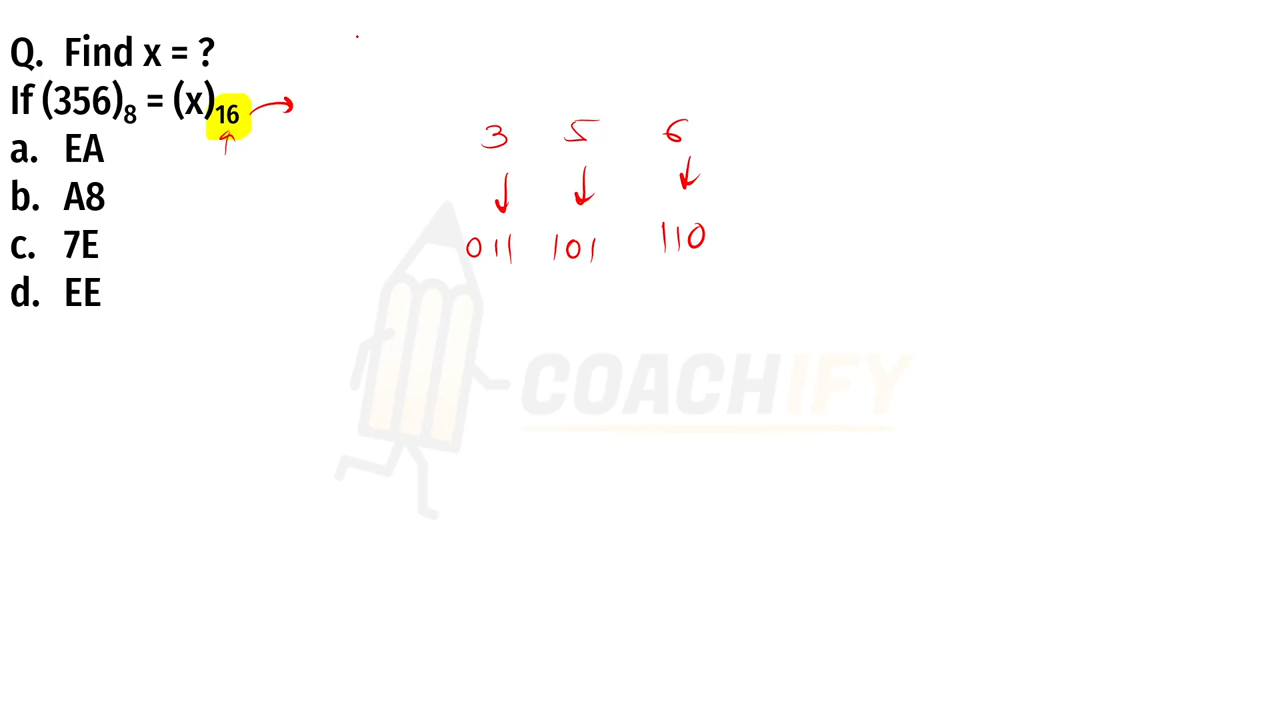 Q. Find x = ?
If (356)₈ = (x)₁₆
a. EA
b. A8
c. 7E
d. EE
3 5 6
011 101 110
COACHIFY